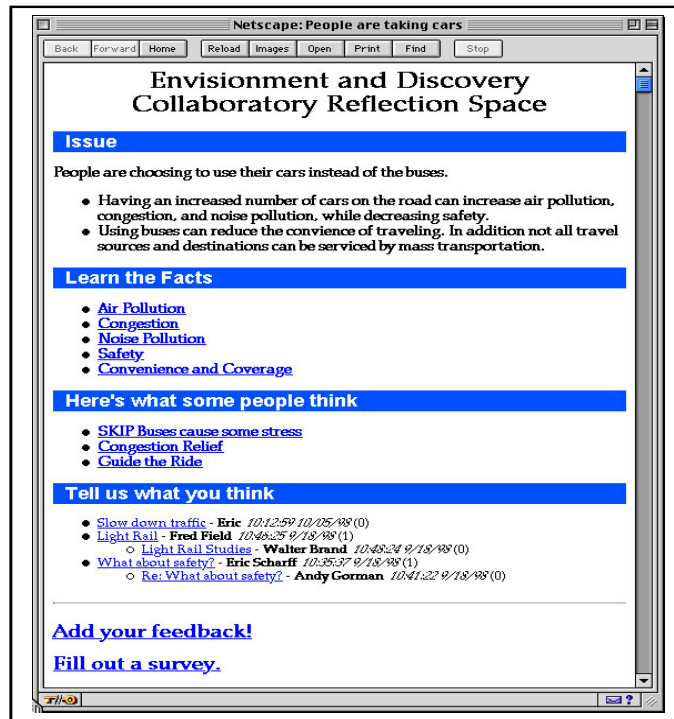 Netscape: People are taking cars
Back Forward Home Reload Images Open Print Find Stop
Envisionment and Discovery
Collaboratory Reflection Space
Issue
People are choosing to use their cars instead of the buses.
● Having an increased number of cars on the road can increase air pollution,
congestion, and noise pollution, while decreasing safety.
● Using buses can reduce the convience of traveling. In addition not all travel
sources and destinations can be serviced by mass transportation.
Learn the Facts
● Air Pollution
● Congestion
● Noise Pollution
● Safety
● Convenience and Coverage
Here's what some people think
● SKIP Buses cause some stress
● Congestion Relief
● Guide the Ride
Tell us what you think
● Slow down traffic - Eric 10:12:59 10/05/98 (0)
● Light Rail - Fred Field 10:46:25 9/18/98 (1)
○ Light Rail Studies - Walter Brand 10:48:24 9/18/98 (0)
● What about safety? - Eric Scharff 10:35:37 9/18/98 (1)
○ Re: What about safety? - Andy Gorman 10:41:22 9/18/98 (0)
Add your feedback!
Fill out a survey.
?